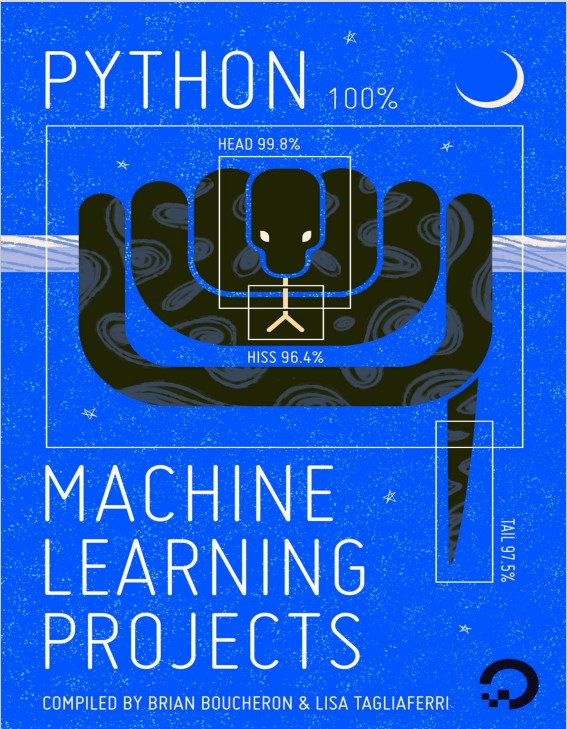 PYTHON 100%
HEAD 99.8%
HISS 96.4%
TAIL 97.5%
MACHINE
LEARNING
PROJECTS
COMPILED BY BRIAN BOUCHERON & LISA TAGLIAFERRI